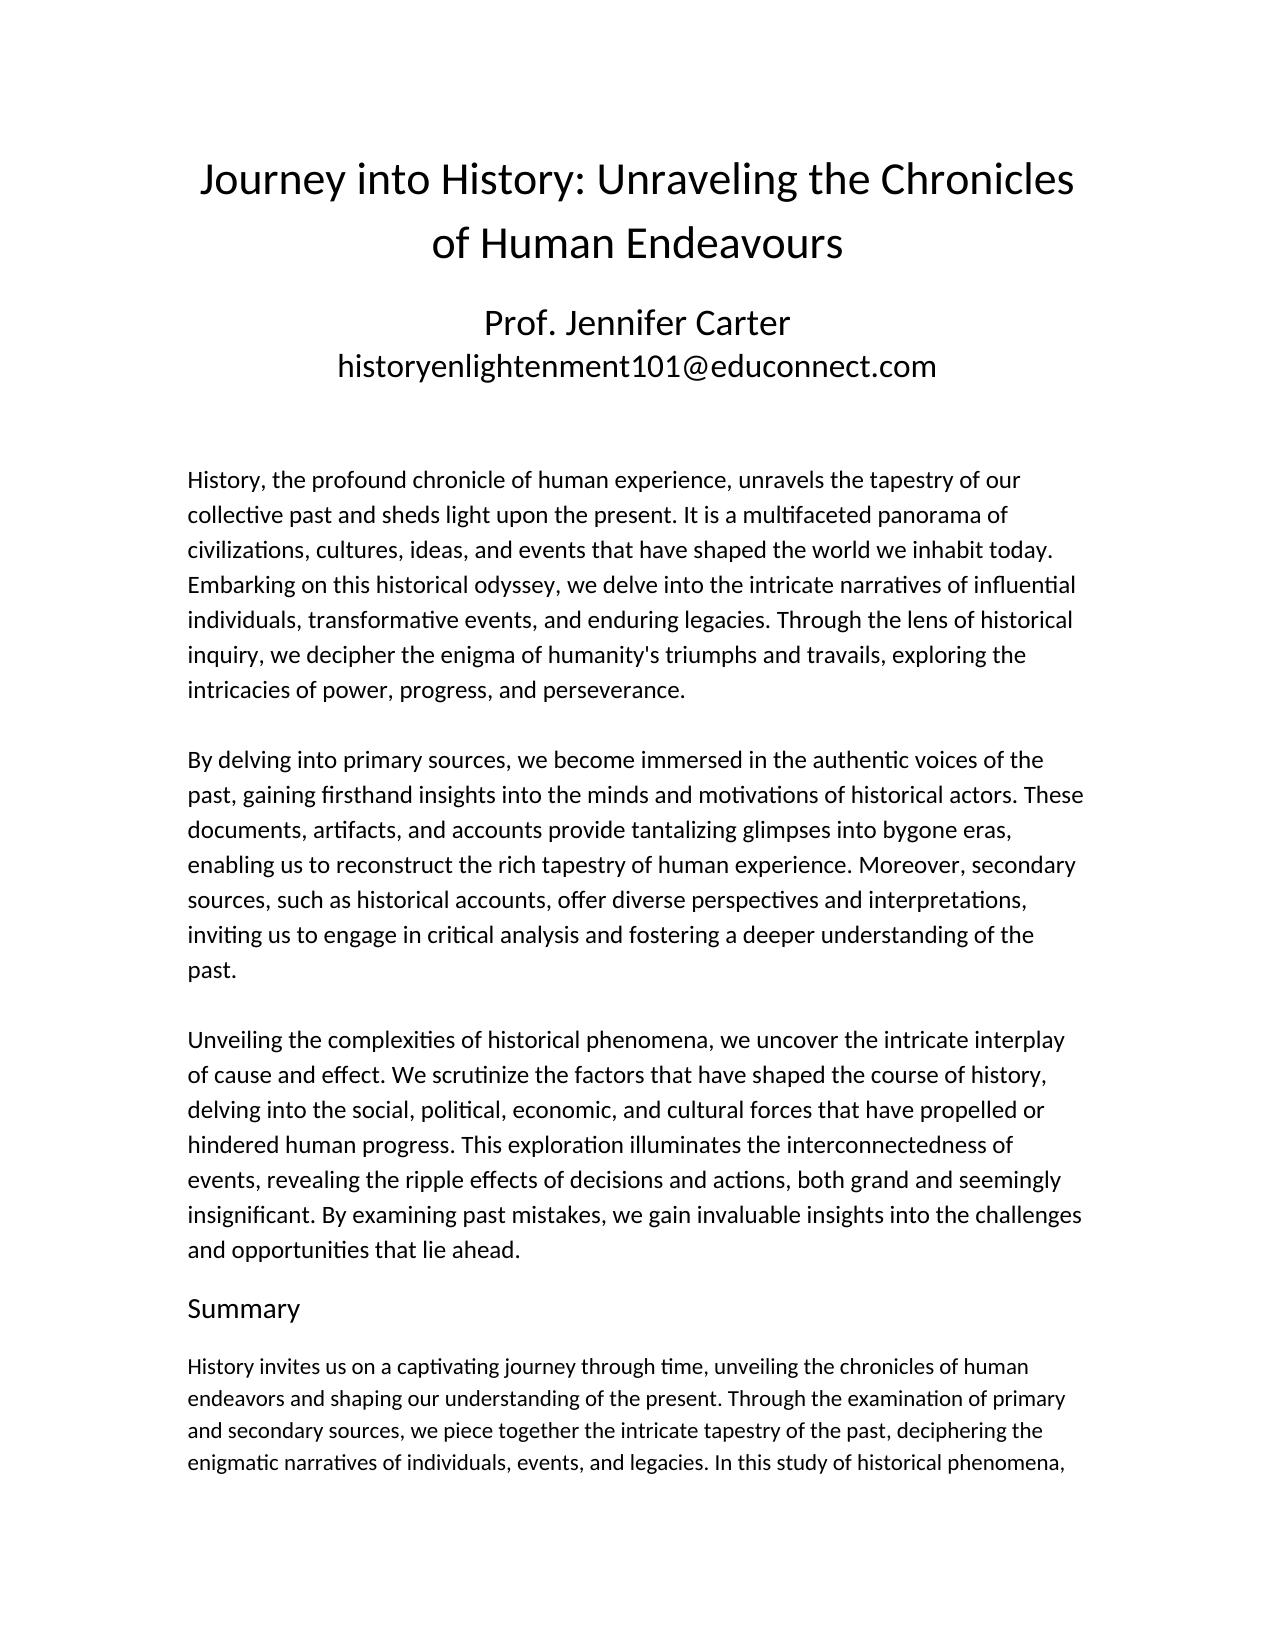 Journey into History: Unraveling the Chronicles
of Human Endeavours
Prof. Jennifer Carter
historyenlightenment101@educonnect.com
History, the profound chronicle of human experience, unravels the tapestry of our
collective past and sheds light upon the present. It is a multifaceted panorama of
civilizations, cultures, ideas, and events that have shaped the world we inhabit today.
Embarking on this historical odyssey, we delve into the intricate narratives of influential
individuals, transformative events, and enduring legacies. Through the lens of historical
inquiry, we decipher the enigma of humanity's triumphs and travails, exploring the
intricacies of power, progress, and perseverance.
By delving into primary sources, we become immersed in the authentic voices of the
past, gaining firsthand insights into the minds and motivations of historical actors. These
documents, artifacts, and accounts provide tantalizing glimpses into bygone eras,
enabling us to reconstruct the rich tapestry of human experience. Moreover, secondary
sources, such as historical accounts, offer diverse perspectives and interpretations,
inviting us to engage in critical analysis and fostering a deeper understanding of the
past.
Unveiling the complexities of historical phenomena, we uncover the intricate interplay
of cause and effect. We scrutinize the factors that have shaped the course of history,
delving into the social, political, economic, and cultural forces that have propelled or
hindered human progress. This exploration illuminates the interconnectedness of
events, revealing the ripple effects of decisions and actions, both grand and seemingly
insignificant. By examining past mistakes, we gain invaluable insights into the challenges
and opportunities that lie ahead.
Summary
History invites us on a captivating journey through time, unveiling the chronicles of human
endeavors and shaping our understanding of the present. Through the examination of primary
and secondary sources, we piece together the intricate tapestry of the past, deciphering the
enigmatic narratives of individuals, events, and legacies. In this study of historical phenomena,